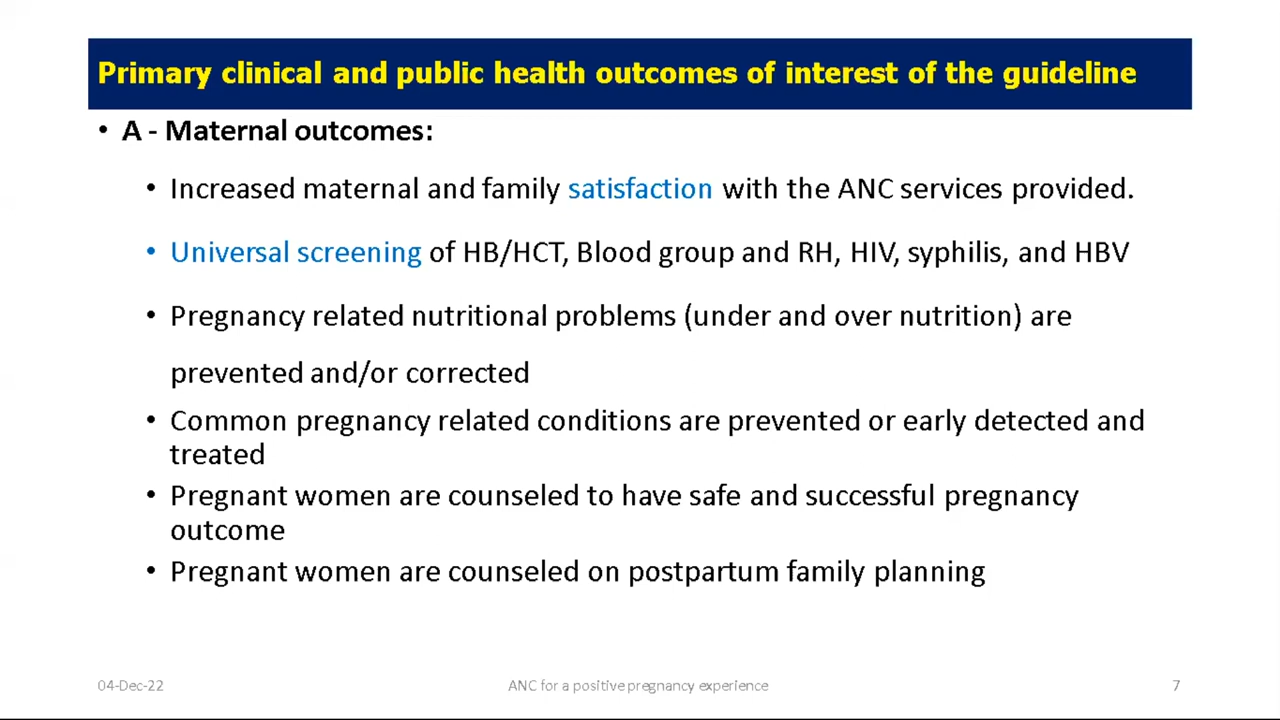 Primary clinical and public health outcomes of interest of the guideline
• A - Maternal outcomes:
• Increased maternal and family satisfaction with the ANC services provided.
• Universal screening of HB/HCT, Blood group and RH, HIV, syphilis, and HBV
• Pregnancy related nutritional problems (under and over nutrition) are
prevented and/or corrected
• Common pregnancy related conditions are prevented or early detected and
treated
• Pregnant women are counseled to have safe and successful pregnancy
outcome
• Pregnant women are counseled on postpartum family planning
04-Dec-22 ANC for a positive pregnancy experience 7